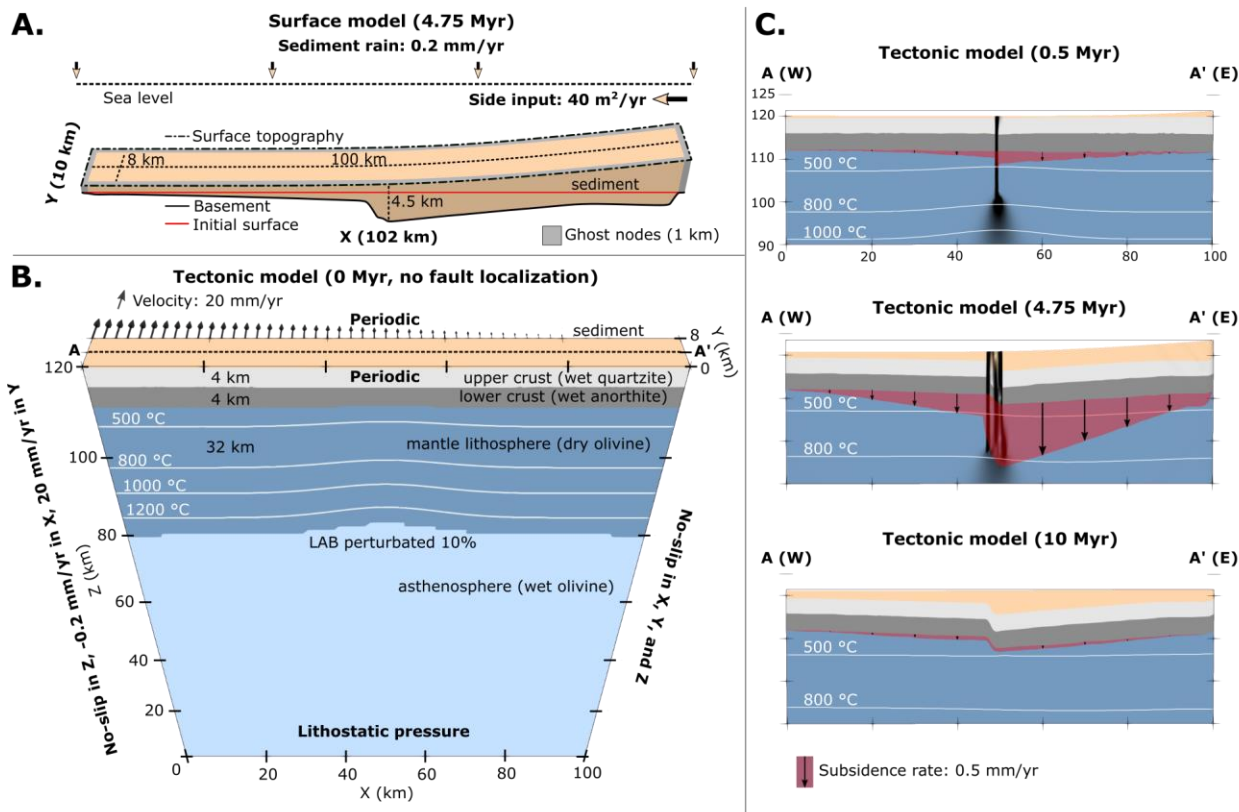 A.
Surface model (4.75 Myr)
Sediment rain: 0.2 mm/yr
Sea level
Side input: 40 m²/yr
Surface topography
Y (10 km)
8 km
100 km
sediment
4.5 km
Basement
Initial surface
X (102 km)
Ghost nodes (1 km)
B.
Tectonic model (0 Myr, no fault localization)
Velocity: 20 mm/yr
Periodic
sediment
8
Y (km)
0
A
A'
120
4 km
Periodic
upper crust (wet quartzite)
4 km
lower crust (wet anorthite)
500 °C
32 km
mantle lithosphere (dry olivine)
100
800 °C
1000 °C
1200 °C
80
LAB perturbated 10%
asthenosphere (wet olivine)
Z (km)
60
40
20
No-slip in Z, -0.2 mm/yr in X, 20 mm/yr in Y
No-slip in X, Y, and Z
Lithostatic pressure
0
20
40
60
80
100
X (km)
C.
Tectonic model (0.5 Myr)
A (W)
A' (E)
125
120
110
100
90
500 °C
800 °C
1000 °C
0
20
40
60
80
100
Tectonic model (4.75 Myr)
A (W)
A' (E)
500 °C
800 °C
Tectonic model (10 Myr)
A (W)
A' (E)
500 °C
800 °C
Subsidence rate: 0.5 mm/yr